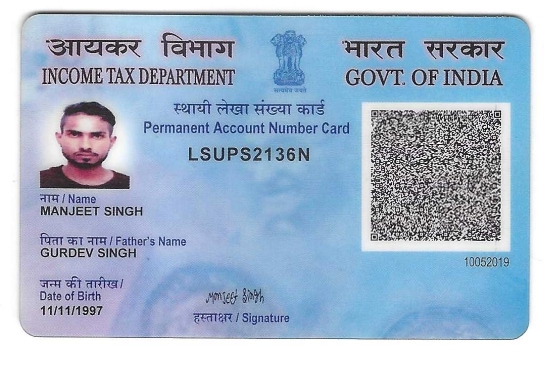 आयकर विभाग
INCOME TAX DEPARTMENT
सत्यमेव जयते
भारत सरकार
GOVT. OF INDIA
स्थायी लेखा संख्या कार्ड
Permanent Account Number Card
LSUPS2136N
नाम / Name
MANJEET SINGH
पिता का नाम / Father's Name
GURDEV SINGH
10052019
जन्म की तारीख/
Date of Birth
11/11/1997
Manjeet Singh
हस्ताक्षर / Signature